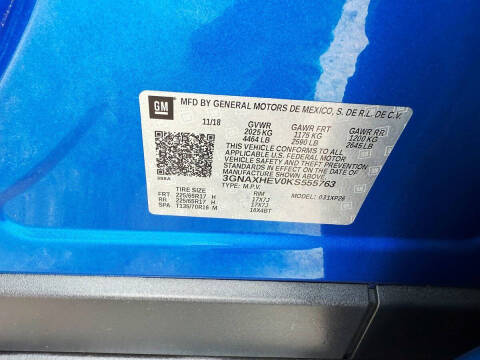 GM
MFD BY GENERAL MOTORS DE MEXICO, S. DE R.L. DE C.V.
11/18 GVWR GAWR FRT GAWR RR
2025 KG 1175 KG 1200 KG
4464 LB 2590 LB 2645 LB
THIS VEHICLE CONFORMS TO ALL
APPLICABLE U.S. FEDERAL MOTOR
VEHICLE SAFETY AND THEFT PREVENTION
STANDARDS IN EFFECT ON THE DATE OF
MANUFACTURE SHOWN ABOVE.
3GNAXHEV0KS555763
TYPE: M.P.V. MODEL: 031XP26
TIRE SIZE RIM
FRT 225/65R17 H 17X7J
RR 225/65R17 H 17X7J
SPA T135/70R16 M 16X4BT